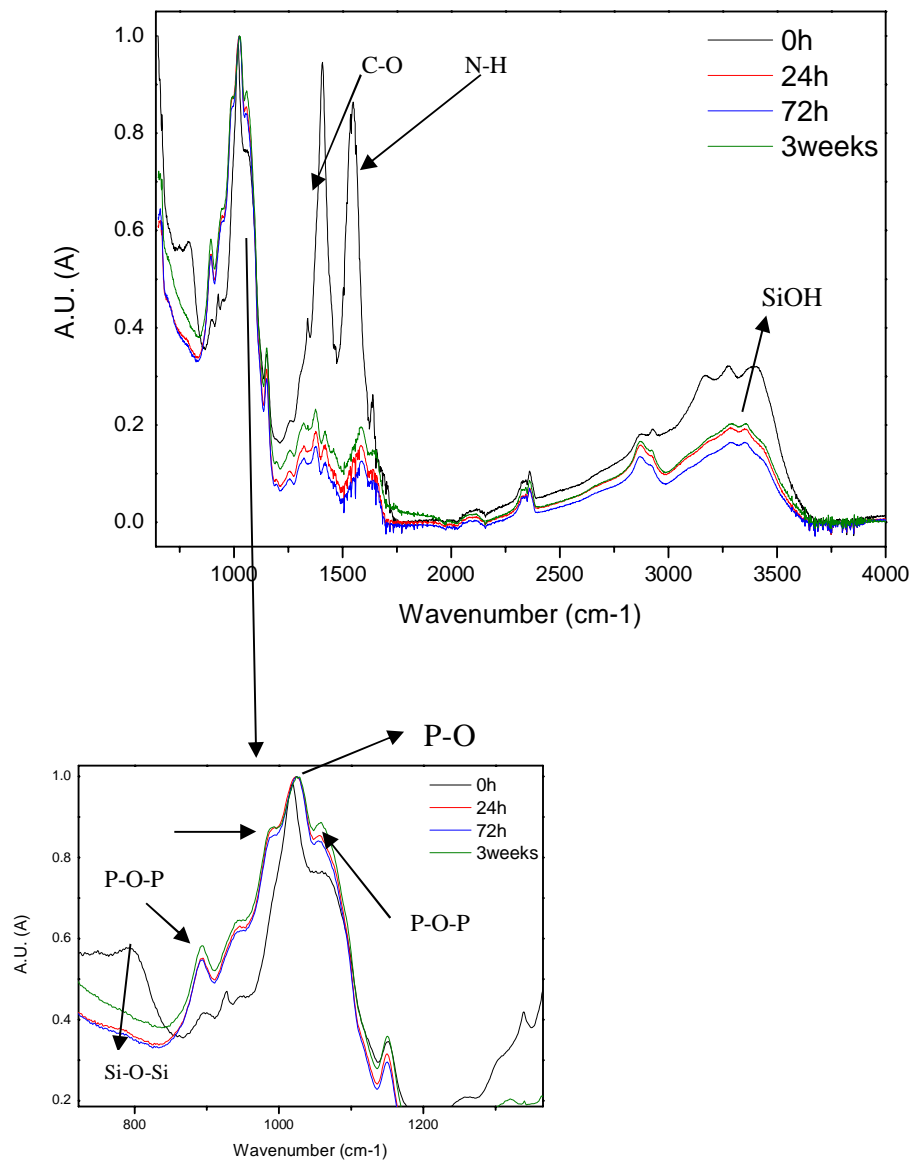 1.0
0.8
0.6
0.4
0.2
0.0
A.U. (A)
C-O
N-H
0h
24h
72h
3weeks
SiOH
1000 1500 2000 2500 3000 3500 4000
Wavenumber (cm-1)
P-O
1.0
0.8
0.6
0.4
0.2
A.U. (A)
0h
24h
72h
3weeks
P-O-P
P-O-P
Si-O-Si
800 1000 1200
Wavenumber (cm-1)